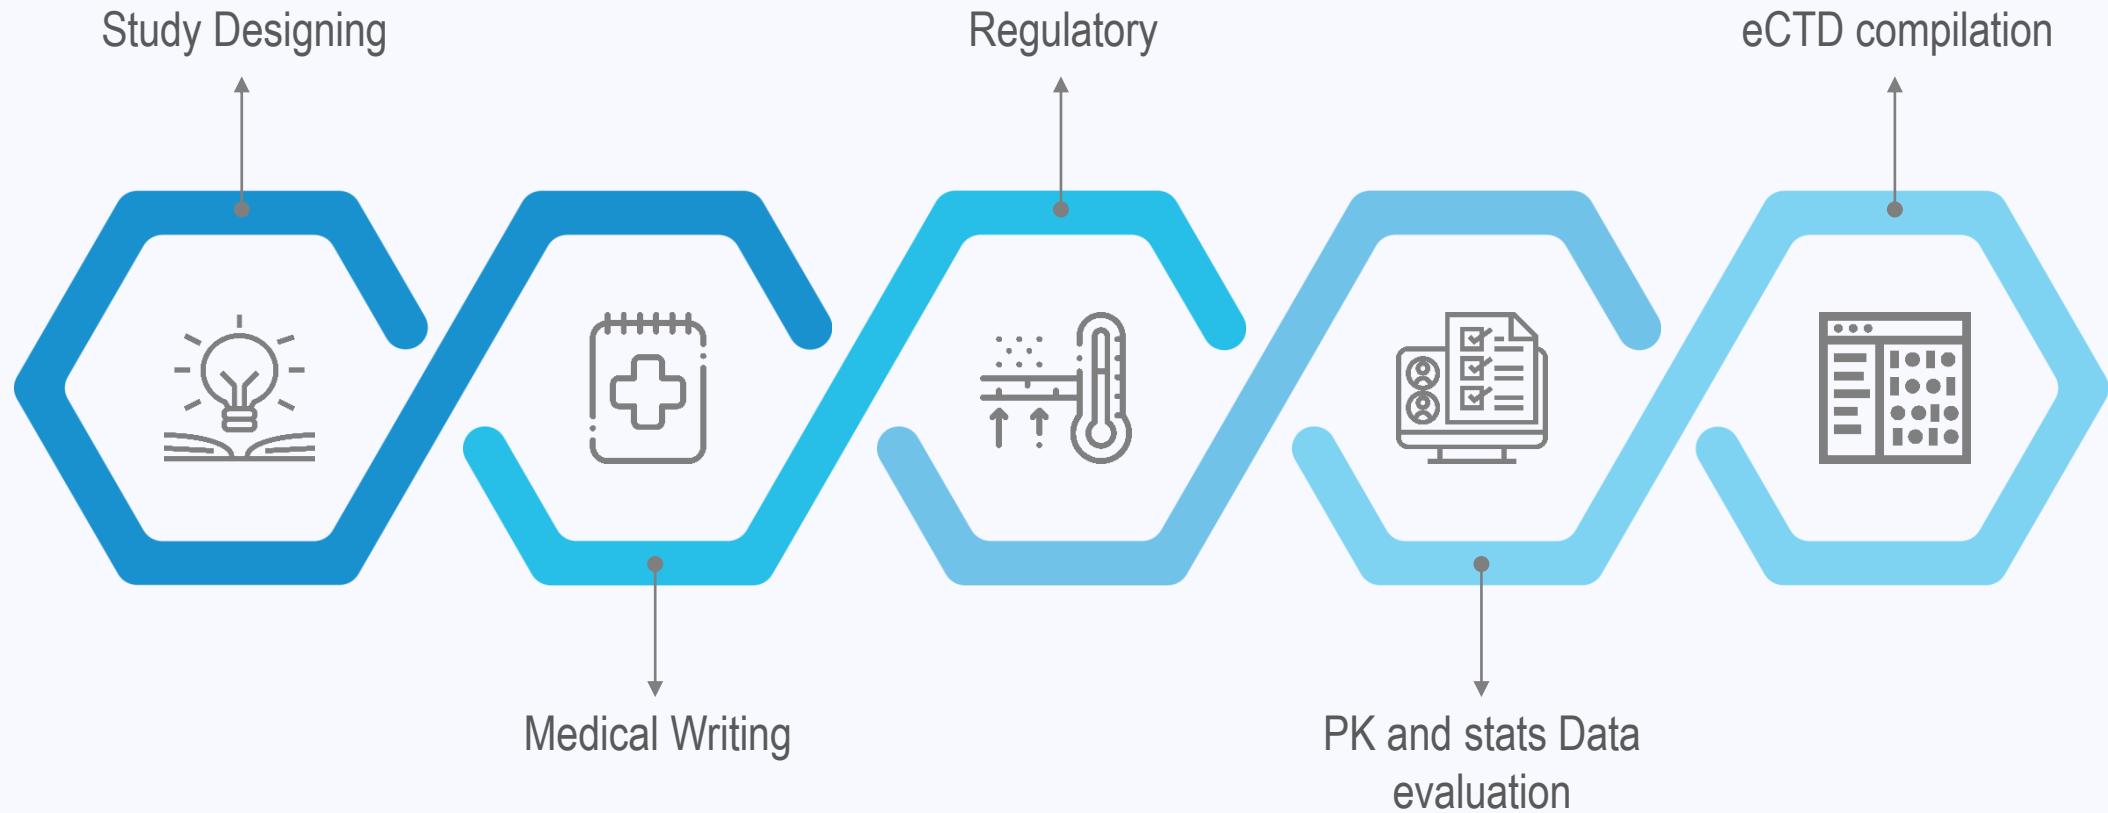 Study Designing
Regulatory
eCTD compilation
Medical Writing
PK and stats Data
evaluation